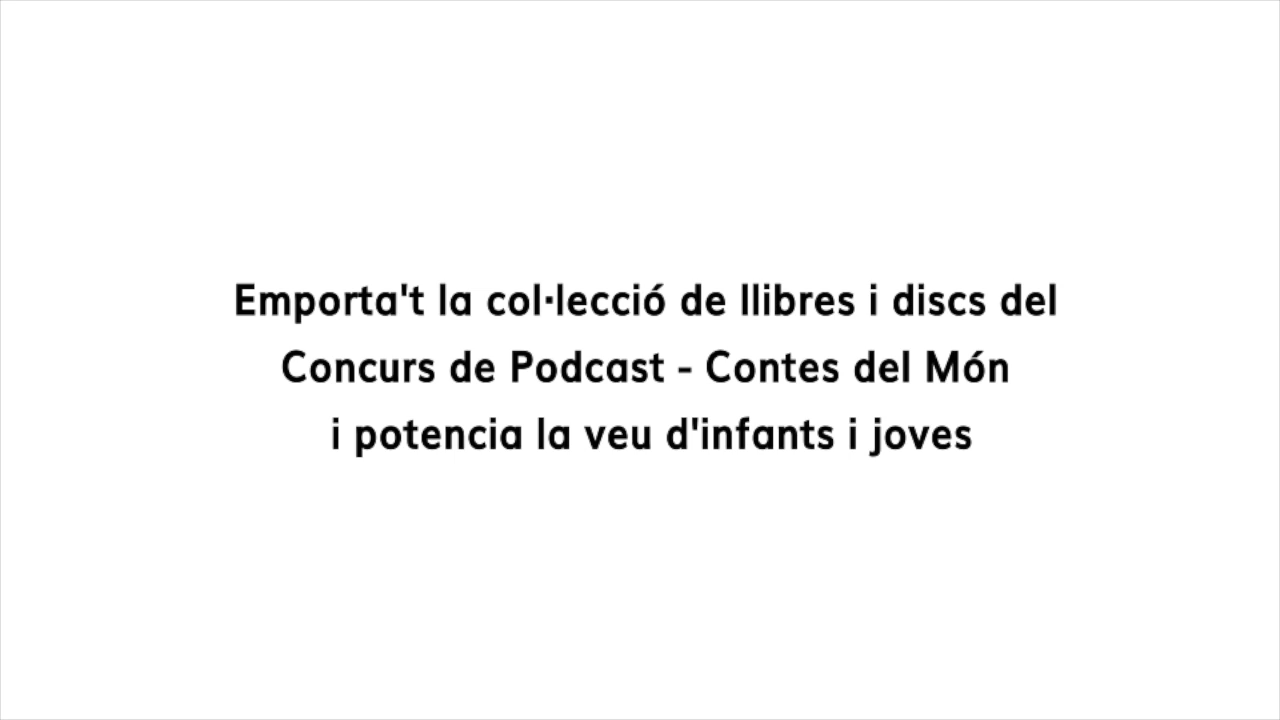 Emporta't la col·lecció de llibres i discs del
Concurs de Podcast - Contes del Món
i potencia la veu d'infants i joves